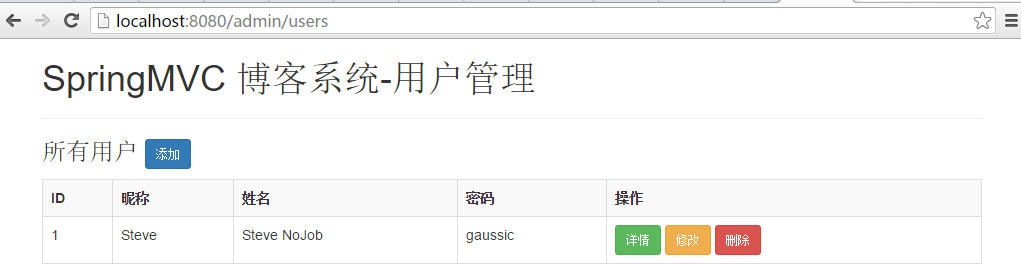 localhost:8080/admin/users
SpringMVC 博客系统-用户管理
所有用户 添加
ID 昵称 姓名 密码 操作
1 Steve Steve NoJob gaussic 详情 修改 删除